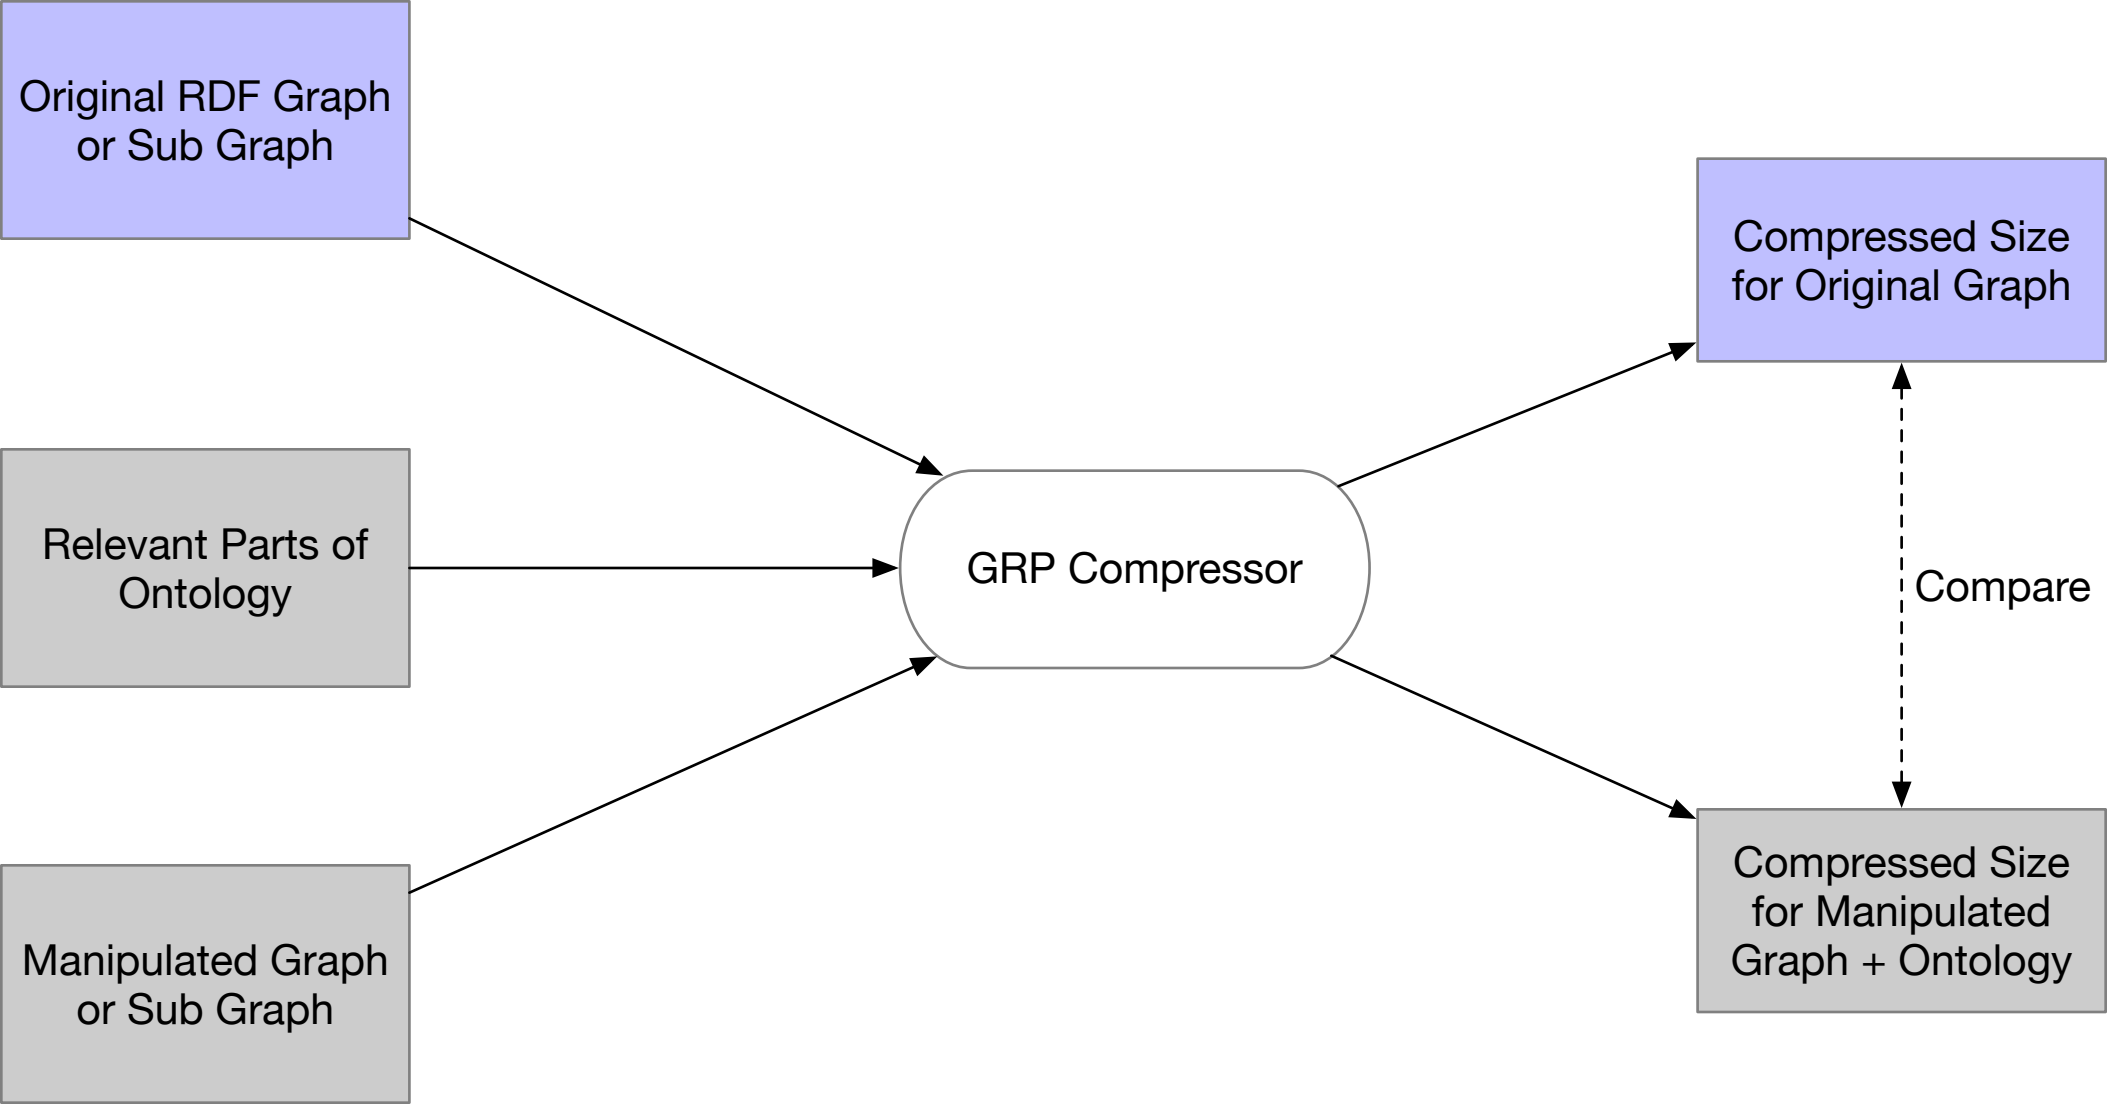 Original RDF Graph
or Sub Graph
Relevant Parts of
Ontology
Manipulated Graph
or Sub Graph
GRP Compressor
Compressed Size
for Original Graph
Compare
Compressed Size
for Manipulated
Graph + Ontology